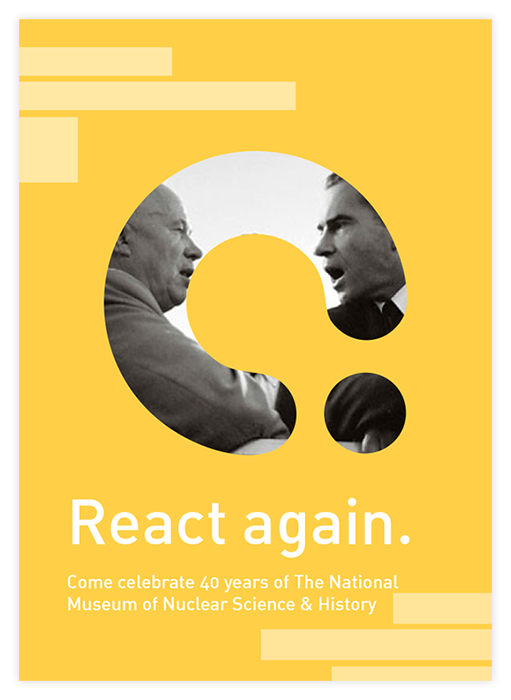 React again.
Come celebrate 40 years of The National
Museum of Nuclear Science & History